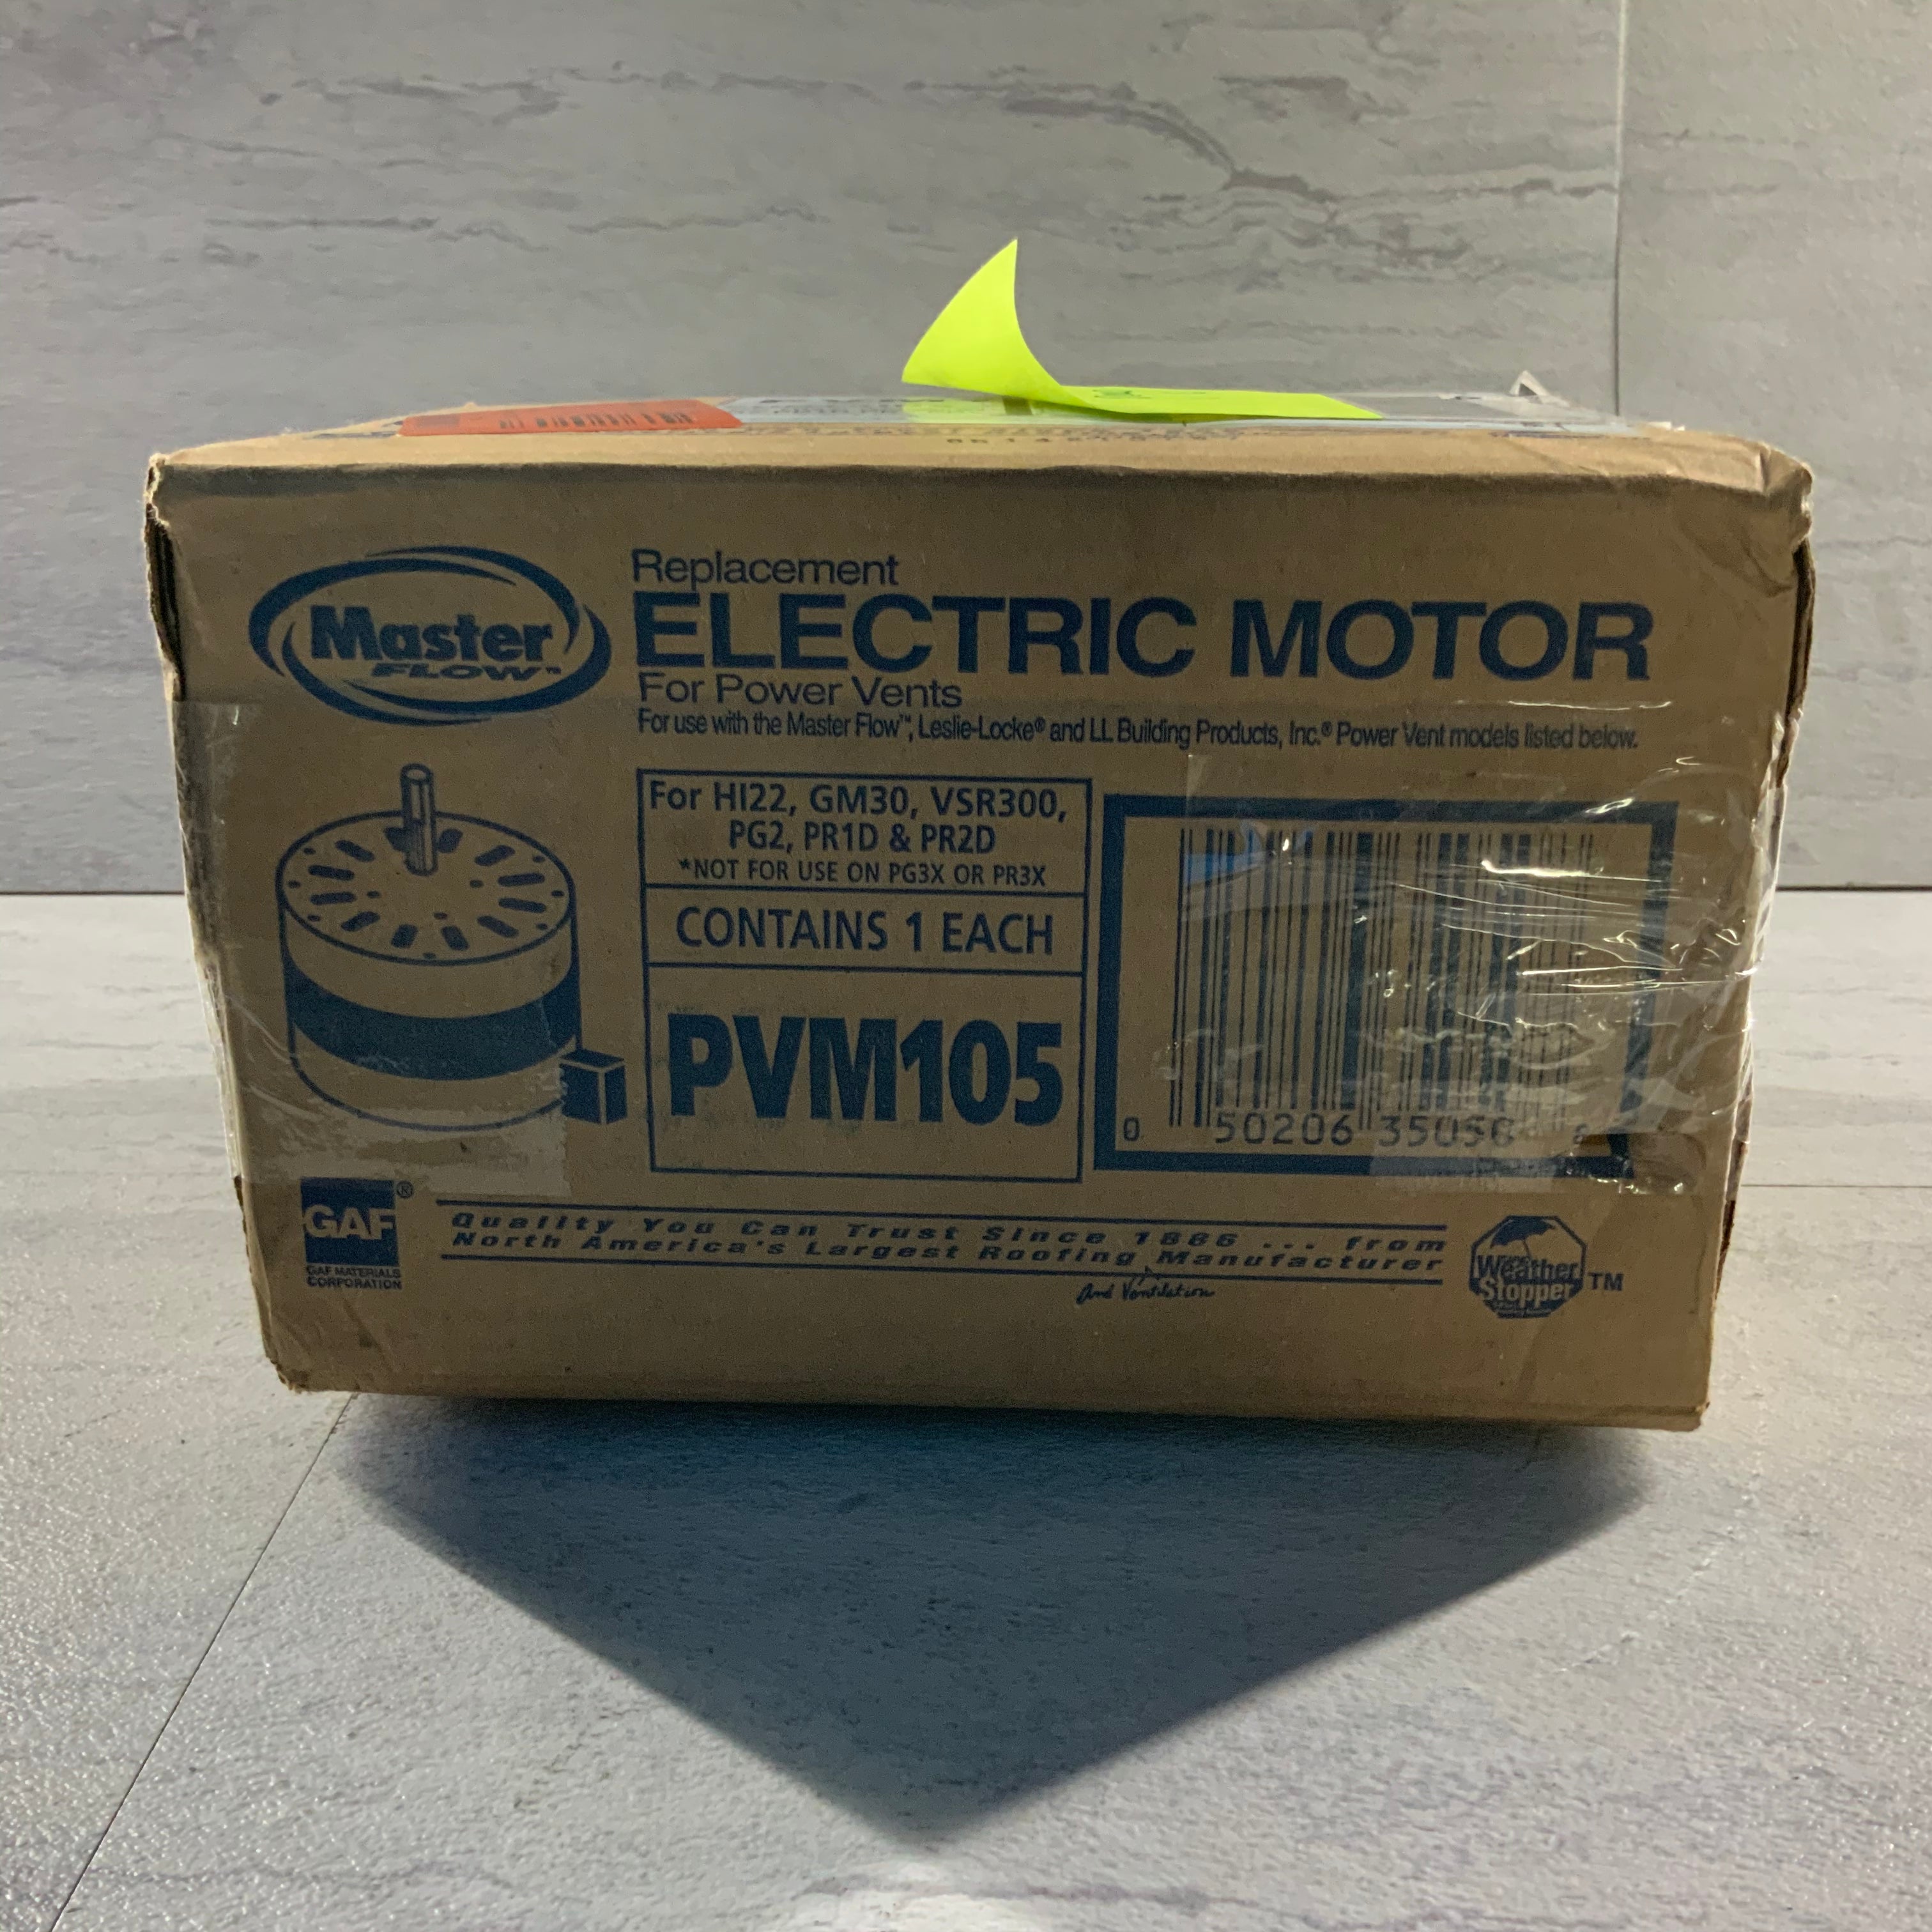 Master
FLOW™
Replacement
ELECTRIC MOTOR
For Power Vents
For use with the Master Flow™, Leslie-Locke® and LL Building Products, Inc.® Power Vent models listed below.
For HI22, GM30, VSR300,
PG2, PR1D & PR2D
*NOT FOR USE ON PG3X OR PR3X
CONTAINS 1 EACH
PVM105
0 50206 35058
GAF®
GAF MATERIALS
CORPORATION
Quality You Can Trust Since 1886 ... from
North America's Largest Roofing Manufacturer
And Ventilation
Weather
Stopper
TM